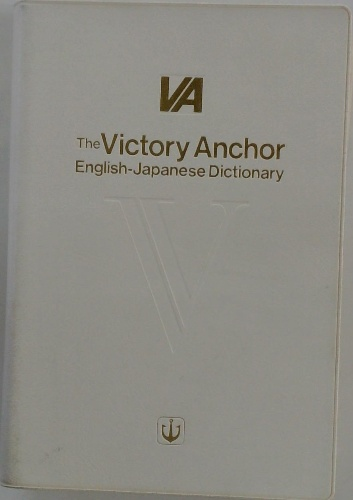 VA
The Victory Anchor
English-Japanese Dictionary
V